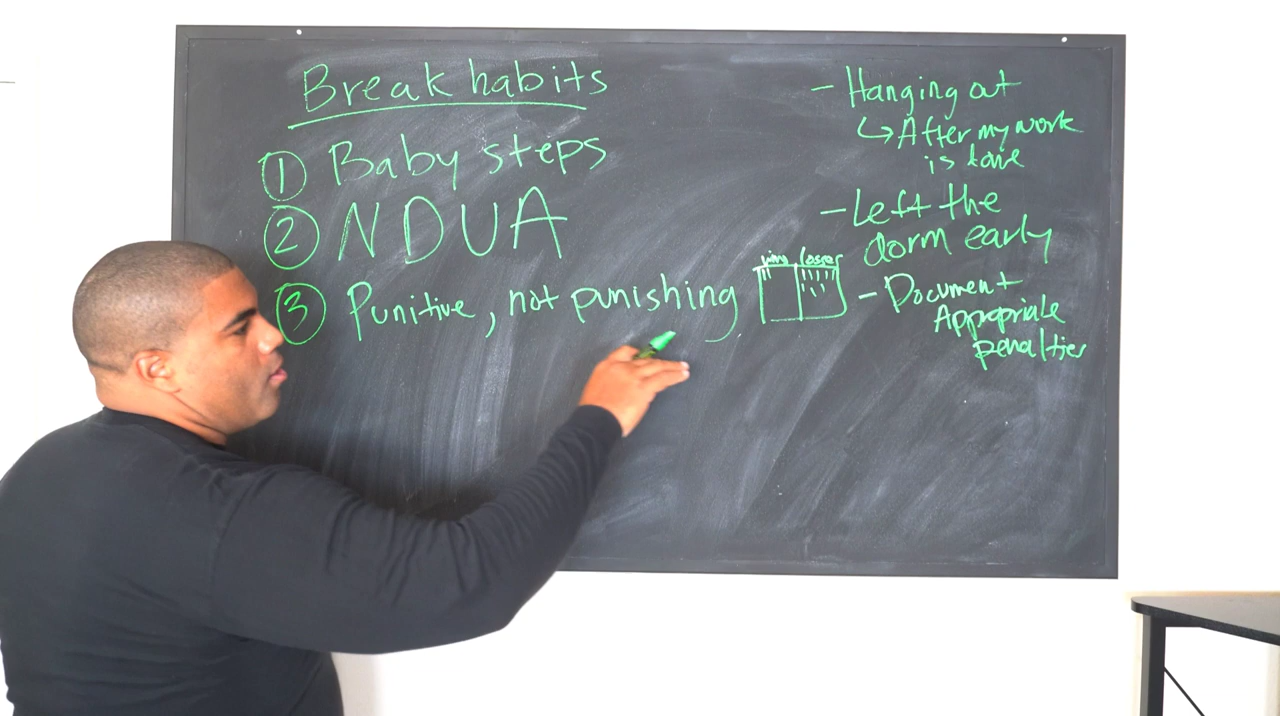 Break habits
① Baby steps
② NDUA
③ Punitive, not punishing
wins losses
- Hanging out
↳ After my work
is done
- Left the
dorm early
- Document
Appropriate
penalties